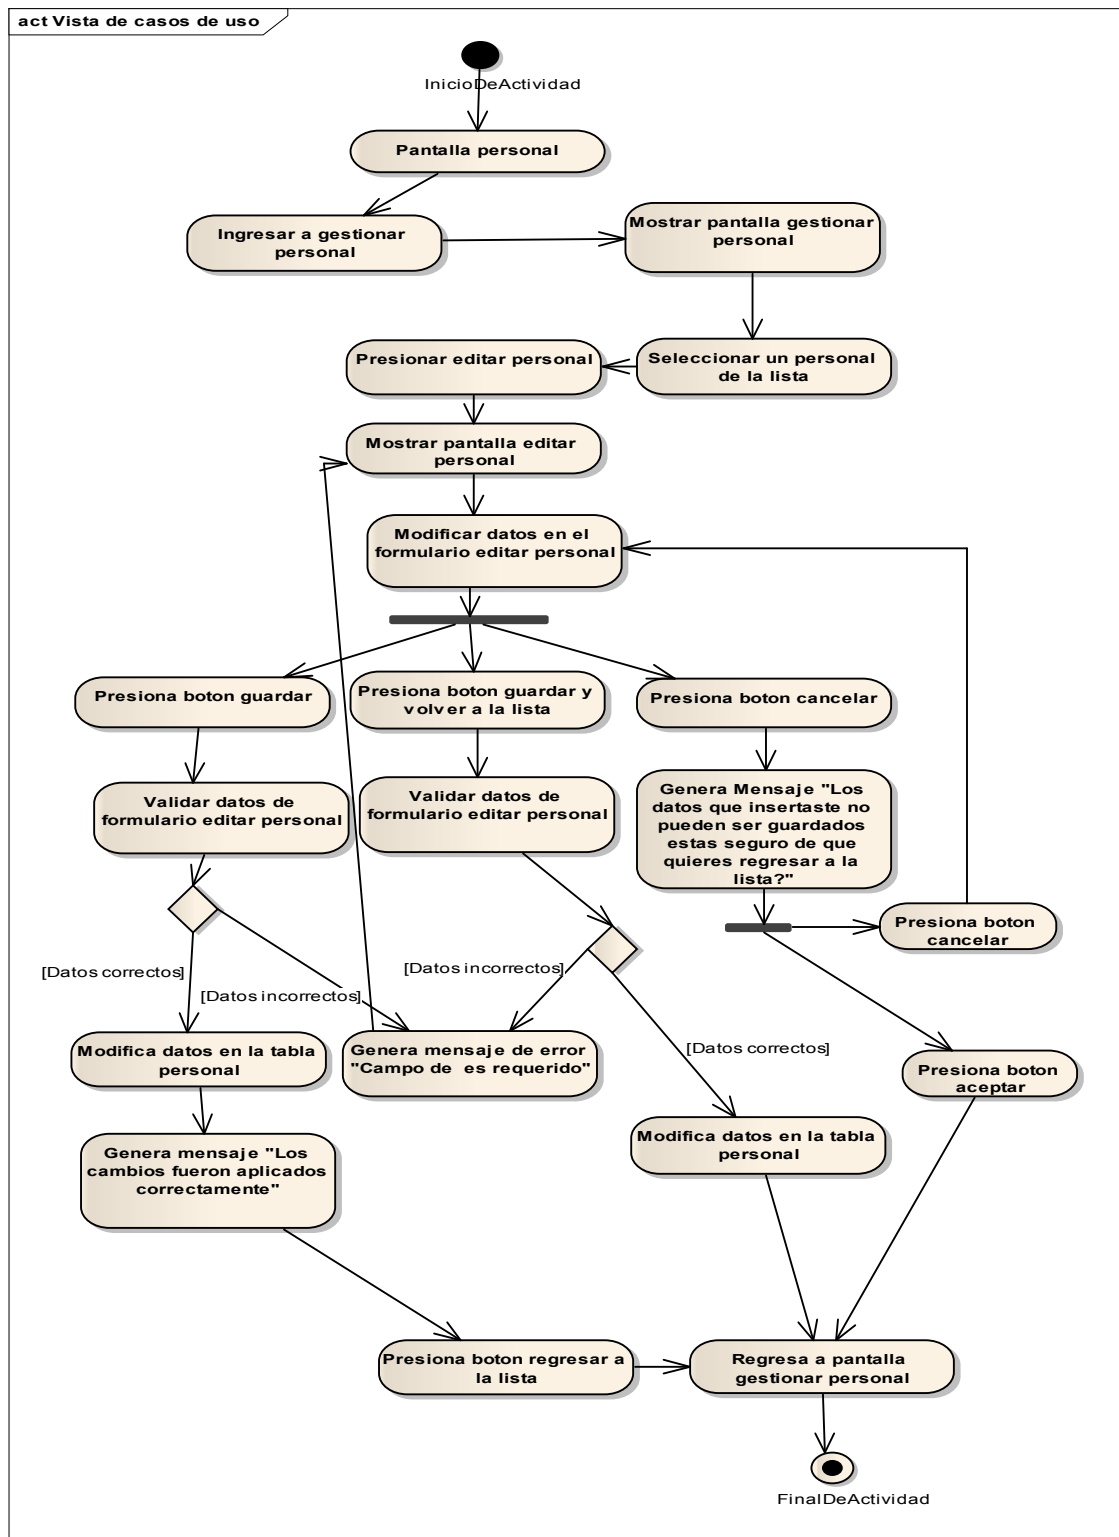 act Vista de casos de uso
InicioDeActividad
Pantalla personal
Ingresar a gestionar
personal
Mostrar pantalla gestionar
personal
Presionar editar personal
Seleccionar un personal
de la lista
Mostrar pantalla editar
personal
Modificar datos en el
formulario editar personal
Presiona boton guardar
Presiona boton guardar y
volver a la lista
Presiona boton cancelar
Validar datos de
formulario editar personal
Validar datos de
formulario editar personal
Genera Mensaje "Los
datos que insertaste no
pueden ser guardados
estas seguro de que
quieres regresar a la
lista?"
Presiona boton
cancelar
[Datos correctos]
[Datos incorrectos]
[Datos incorrectos]
[Datos correctos]
Modifica datos en la tabla
personal
Genera mensaje de error
"Campo de  es requerido"
Presiona boton
aceptar
Genera mensaje "Los
cambios fueron aplicados
correctamente"
Modifica datos en la tabla
personal
Presiona boton regresar a
la lista
Regresa a pantalla
gestionar personal
FinalDeActividad